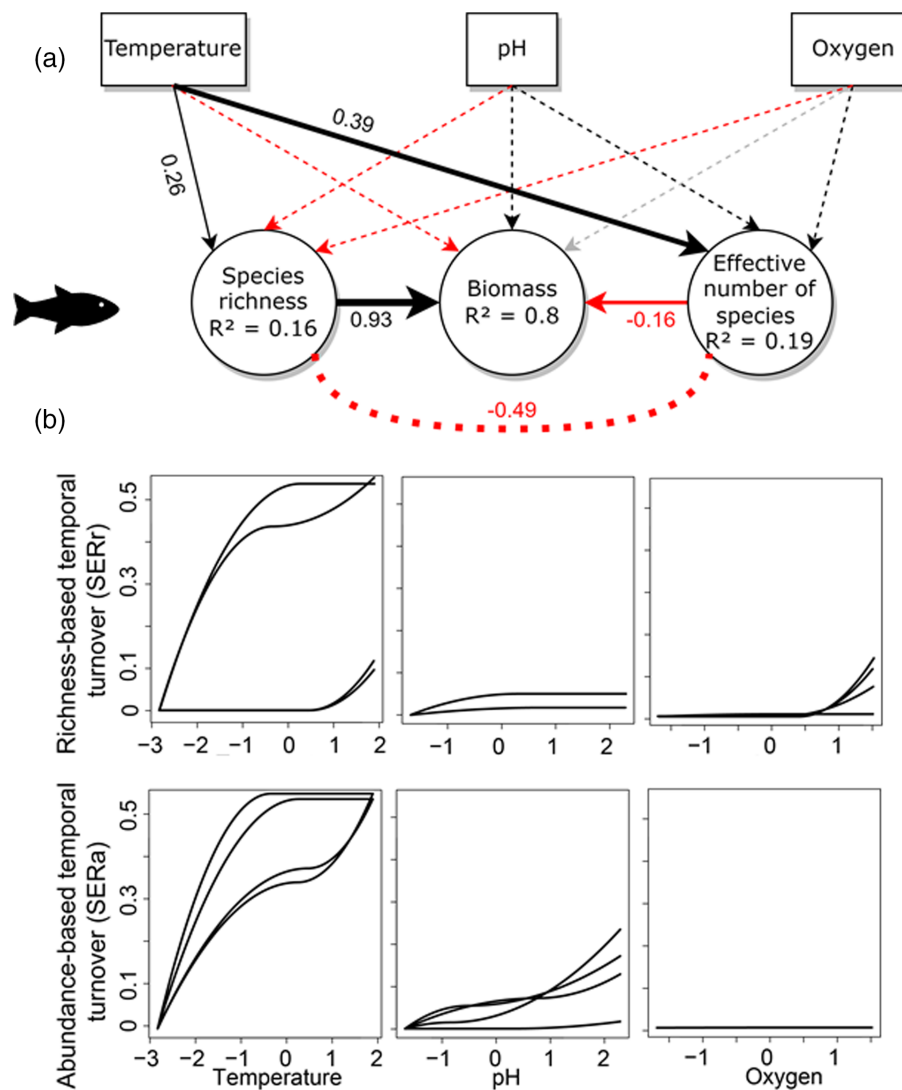 (a)
Temperature
pH
Oxygen
0.39
0.26
Species
richness
R² = 0.16
0.93
Biomass
R² = 0.8
-0.16
Effective
number of
species
R² = 0.19
-0.49
(b)
Richness-based temporal
turnover (SERr)
0.5
0.3
0.1
0
−3 −2 −1 0 1 2
−1 0 1 2
−1 0 1
Abundance-based temporal
turnover (SERa)
0.5
0.3
0.1
0
−3 −2 −1 0 1 2
−1 0 1 2
−1 0 1
Temperature
pH
Oxygen